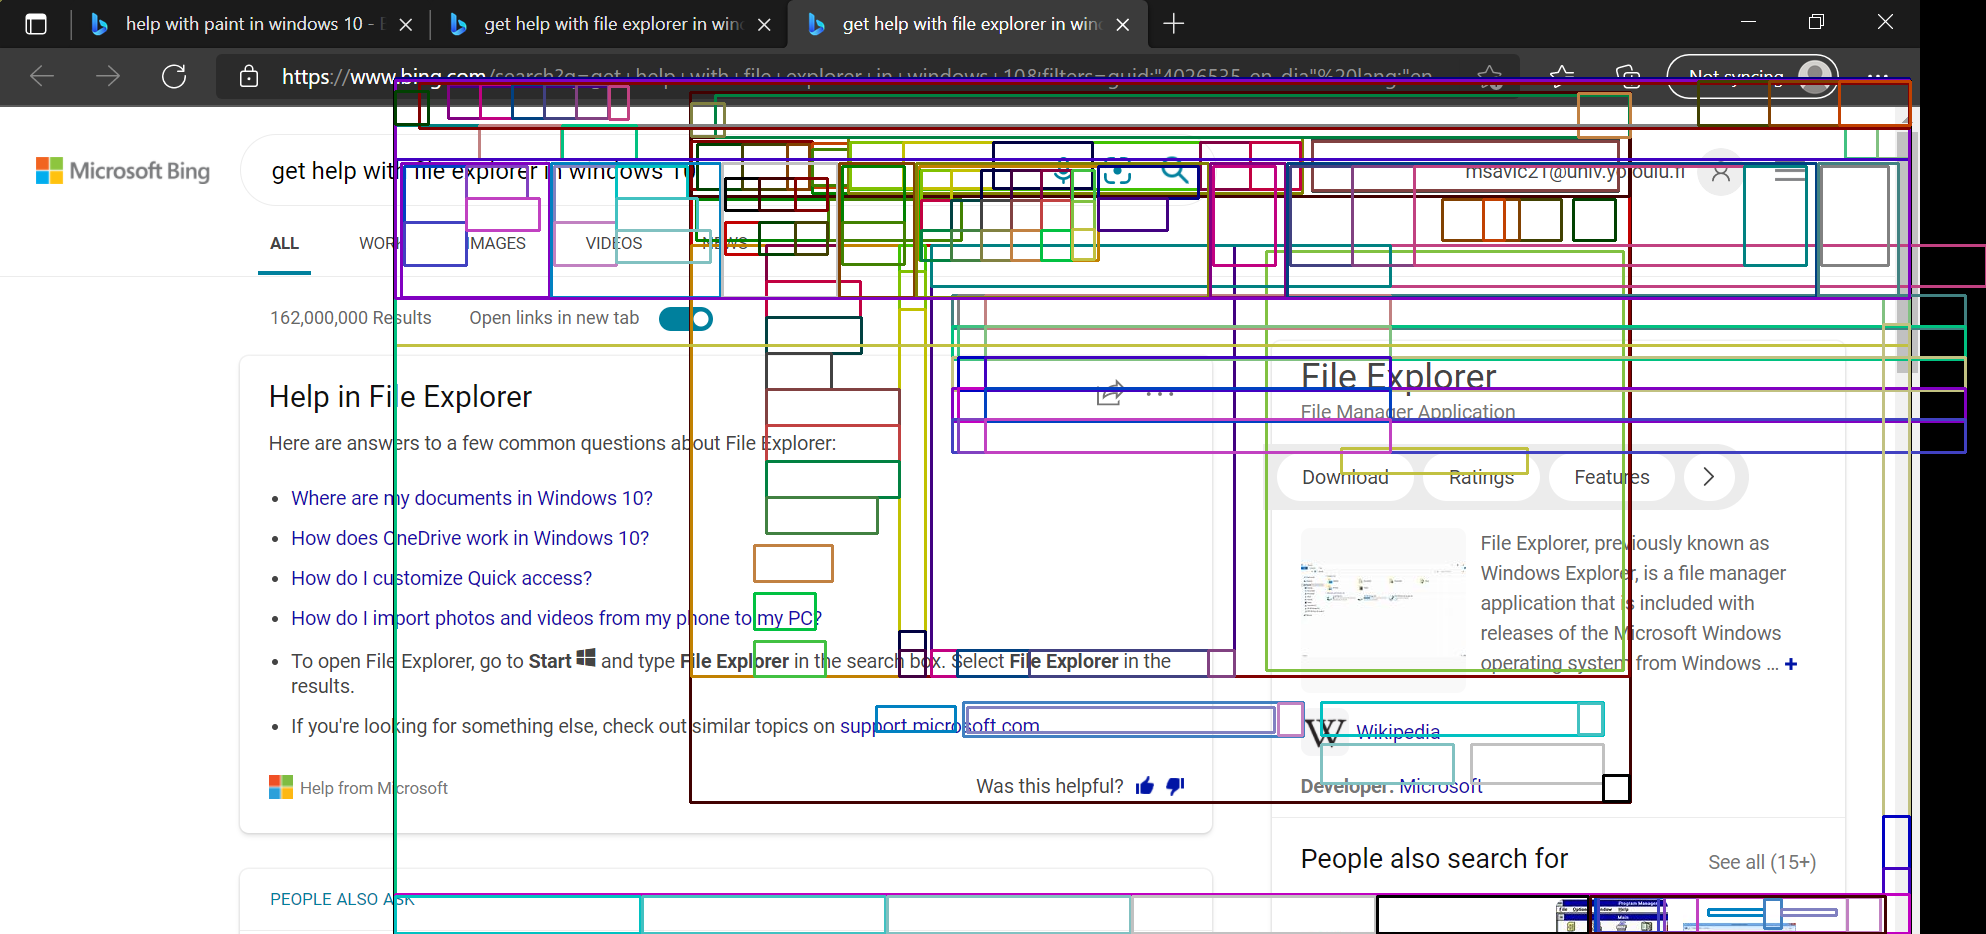 help with paint in windows 10 -
get help with file explorer in win
get help with file explorer in win
https://www.bing.com/search?q=get+help+with+file+explorer+in+windows+10&filters=guid:"4026535-en-dia"%20lang:"en
Not syncing
Microsoft Bing
get help with file explorer in windows 10
msavic21@univ.yo
ALL
WORK
IMAGES
VIDEOS
NEWS
162,000,000 Results
Open links in new tab
Help in File Explorer
Here are answers to a few common questions about File Explorer:
• Where are my documents in Windows 10?
• How does OneDrive work in Windows 10?
• How do I customize Quick access?
• How do I import photos and videos from my phone to my PC?
• To open File Explorer, go to Start and type File Explorer in the search box. Select File Explorer in the
results.
• If you're looking for something else, check out similar topics on support.microsoft.com
Help from Microsoft
Was this helpful?
PEOPLE ALSO ASK
File Explorer
File Manager Application
Download
Ratings
Features
File Explorer, previously known as
Windows Explorer, is a file manager
application that is included with
releases of the Microsoft Windows
operating system from Windows ... +
W Wikipedia
Developer: Microsoft
People also search for
See all (15+)
Program Manager
Main